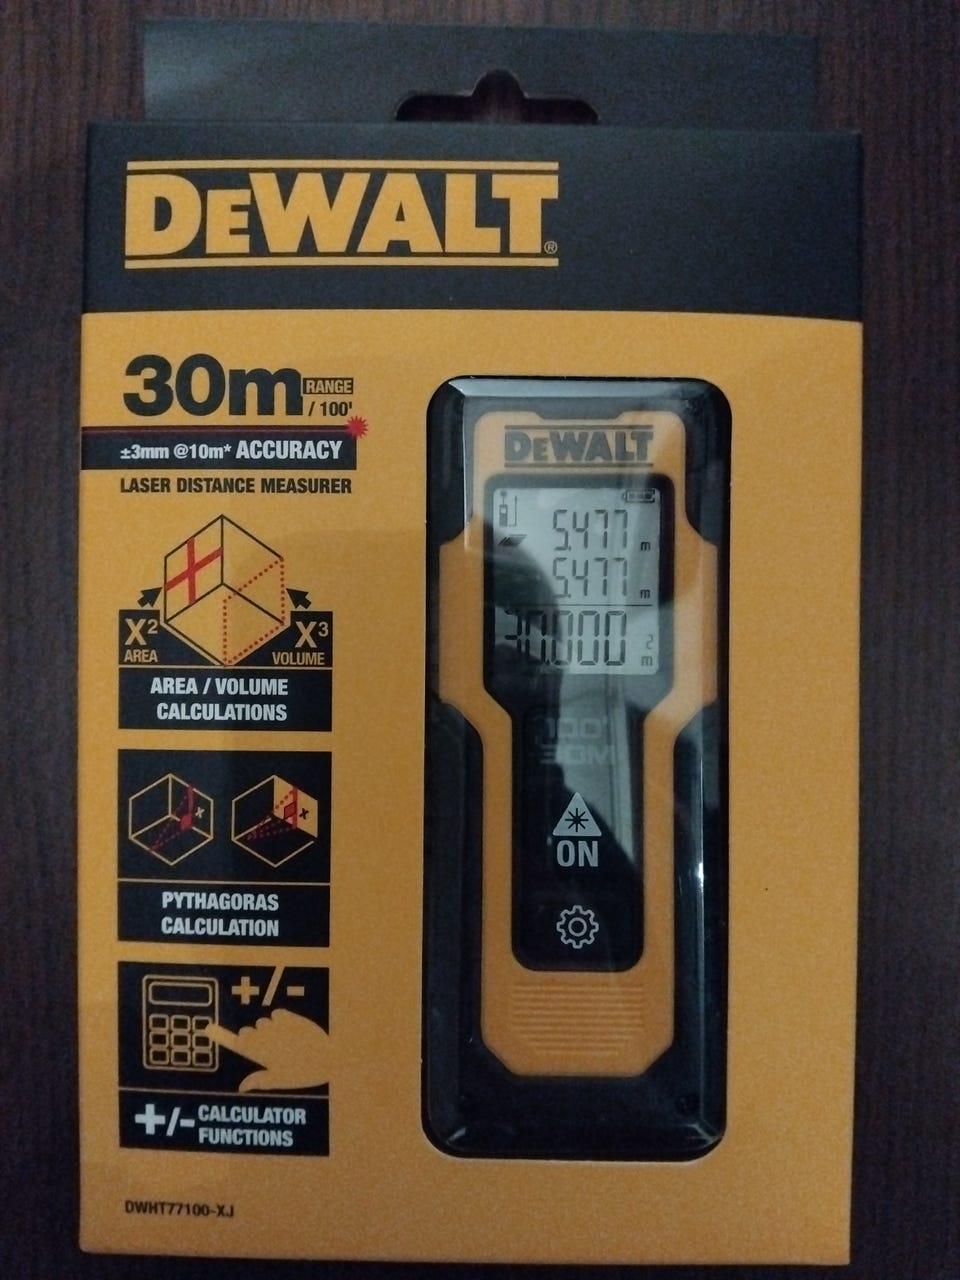 DEWALT®
30m RANGE / 100'
±3mm @10m* ACCURACY
LASER DISTANCE MEASURER
X² AREA
X³ VOLUME
AREA / VOLUME
CALCULATIONS
x
x
PYTHAGORAS
CALCULATION
+/-
+/- CALCULATOR
FUNCTIONS
DWHT77100-XJ
DEWALT
5.477 m
5.477 m
30.000 m²
100'
30M
ON